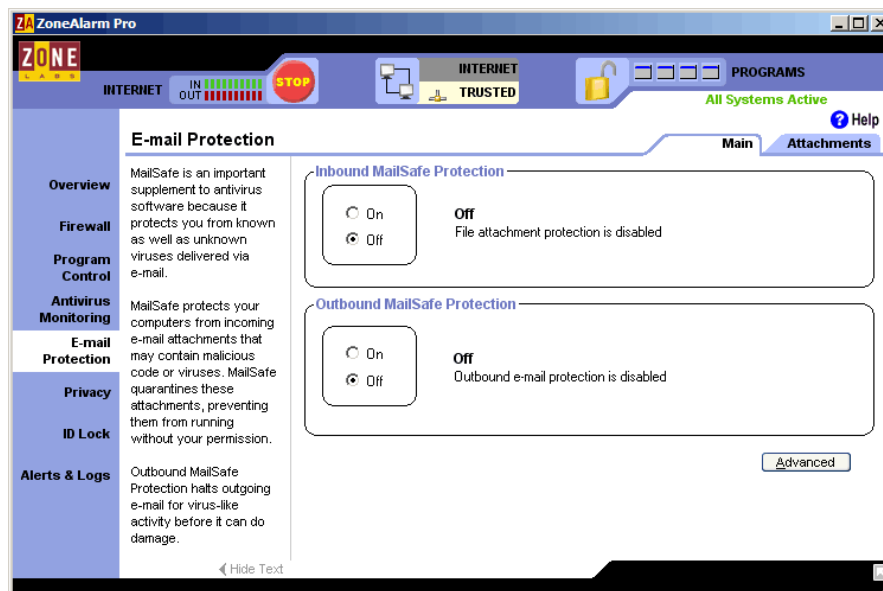 ZA ZoneAlarm Pro
ZONE
LABS
INTERNET
IN
OUT
STOP
INTERNET
TRUSTED
PROGRAMS
All Systems Active
? Help
E-mail Protection
Main
Attachments
Overview
Firewall
Program
Control
Antivirus
Monitoring
E-mail
Protection
Privacy
ID Lock
Alerts & Logs
MailSafe is an important
supplement to antivirus
software because it
protects you from known
as well as unknown
viruses delivered via
e-mail.
MailSafe protects your
computers from incoming
e-mail attachments that
may contain malicious
code or viruses. MailSafe
quarantines these
attachments, preventing
them from running
without your permission.
Outbound MailSafe
Protection halts outgoing
e-mail for virus-like
activity before it can do
damage.
Hide Text
Inbound MailSafe Protection
On
Off
Off
File attachment protection is disabled
Outbound MailSafe Protection
On
Off
Off
Outbound e-mail protection is disabled
Advanced